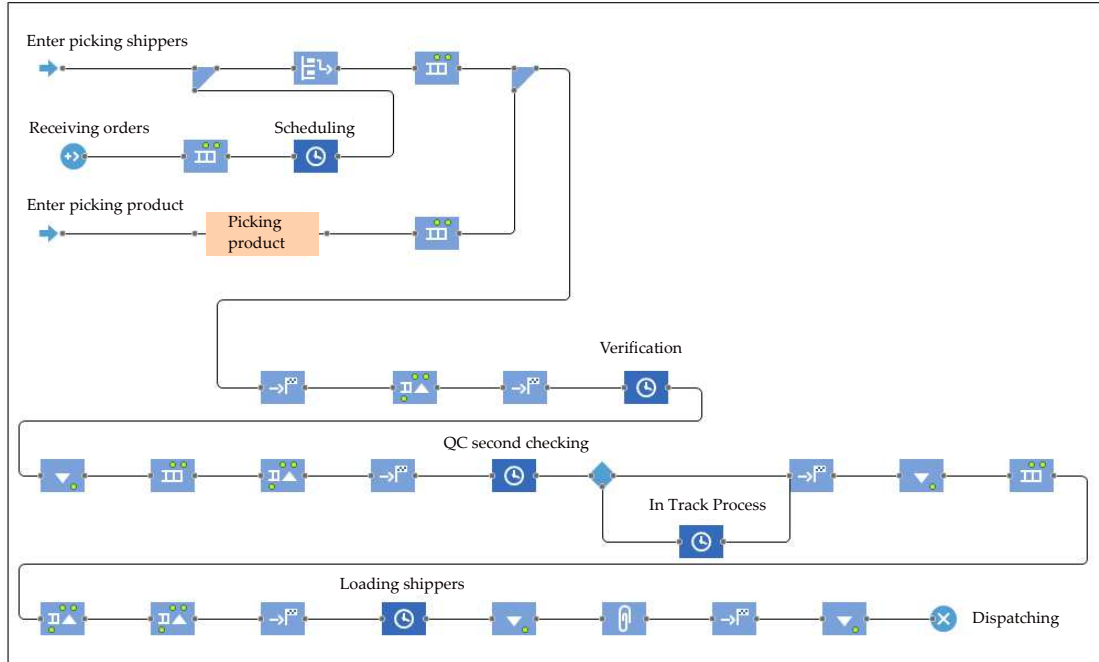 Enter picking shippers
Receiving orders
Scheduling
Enter picking product
Picking
product
Verification
QC second checking
In Track Process
Loading shippers
Dispatching